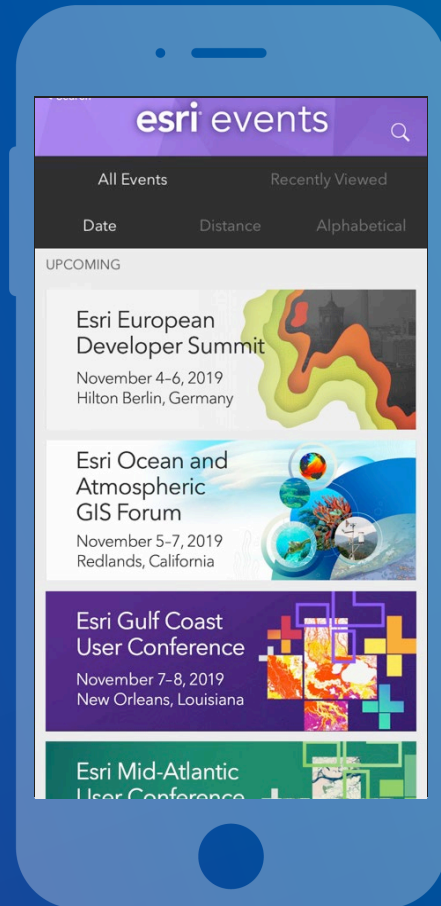 esri events
All Events Recently Viewed
Date Distance Alphabetical
UPCOMING
Esri European
Developer Summit
November 4–6, 2019
Hilton Berlin, Germany
Esri Ocean and
Atmospheric
GIS Forum
November 5–7, 2019
Redlands, California
Esri Gulf Coast
User Conference
November 7–8, 2019
New Orleans, Louisiana
Esri Mid-Atlantic
User Conference